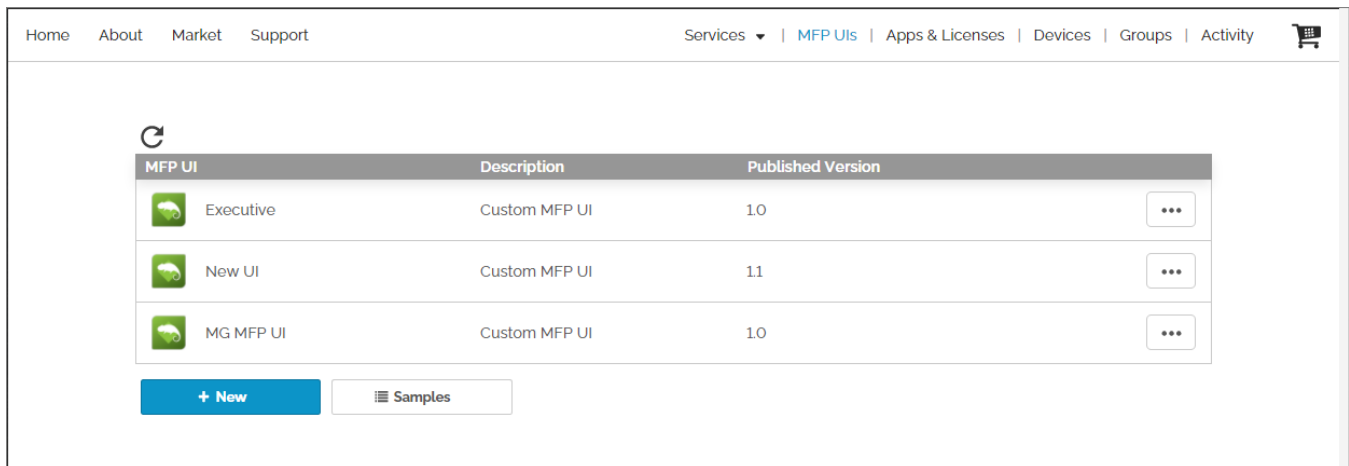 Home About Market Support Services | MFP UIs | Apps & Licenses | Devices | Groups | Activity
MFP UI Description Published Version
Executive Custom MFP UI 1.0
New UI Custom MFP UI 1.1
MG MFP UI Custom MFP UI 1.0
+ New Samples